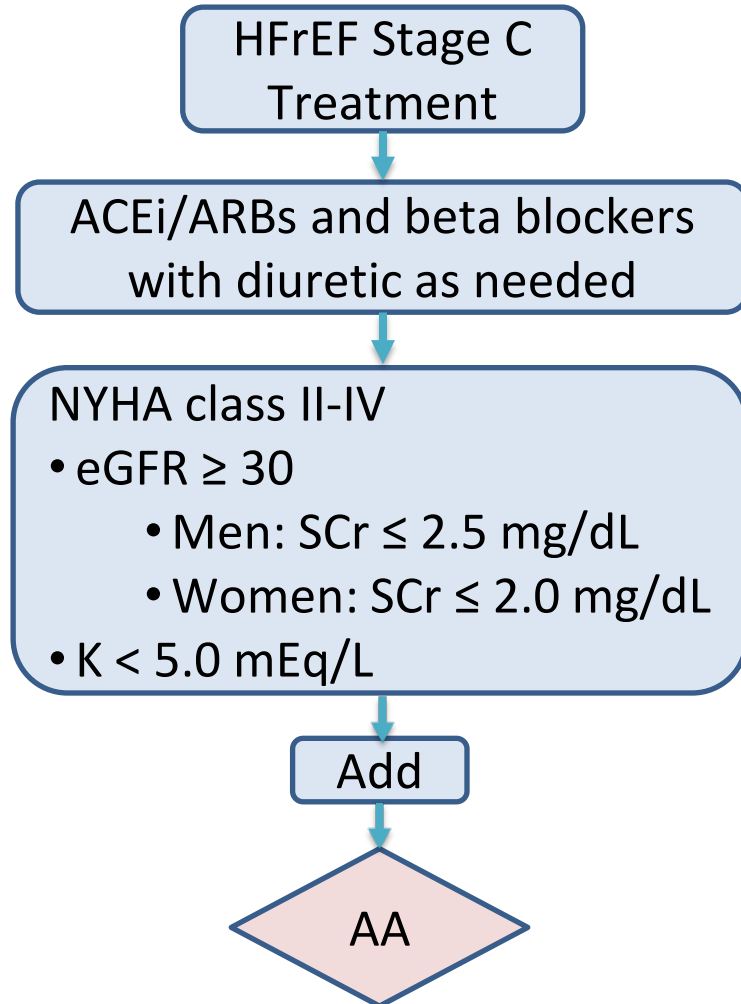 HFrEF Stage C
Treatment
ACEi/ARBs and beta blockers
with diuretic as needed
NYHA class II-IV
• eGFR ≥ 30
• Men: SCr ≤ 2.5 mg/dL
• Women: SCr ≤ 2.0 mg/dL
• K < 5.0 mEq/L
Add
AA